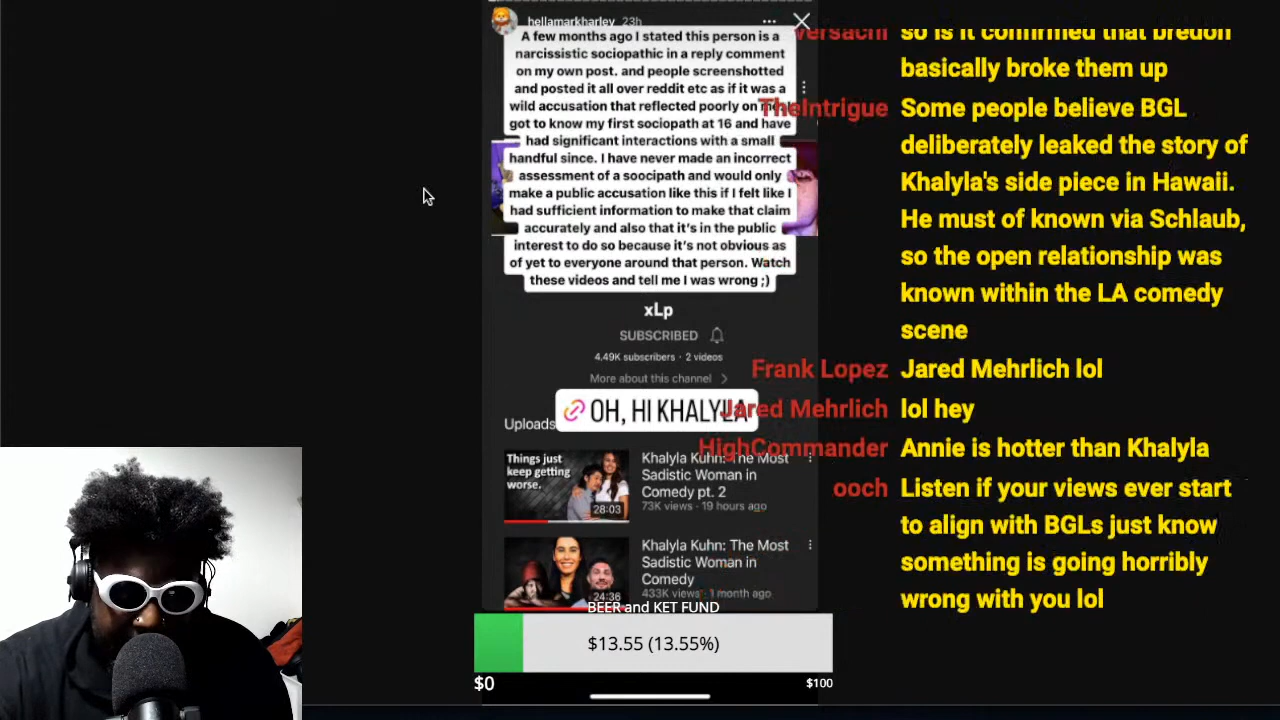 hellamarkharley 23h
A few months ago I stated this person is a
narcissistic sociopathic in a reply comment
on my own post. and people screenshotted
and posted it all over reddit etc as if it was a
wild accusation that reflected poorly on me.
got to know my first sociopath at 16 and have
had significant interactions with a small
handful since. I have never made an incorrect
assessment of a soocipath and would only
make a public accusation like this if I felt like I
had sufficient information to make that claim
accurately and also that it's in the public
interest to do so because it's not obvious as
of yet to everyone around that person. Watch
these videos and tell me I was wrong ;)
xLp
SUBSCRIBED
4.49K subscribers · 2 videos
More about this channel
OH, HI KHALYLA
Uploads
Things just
keep getting
worse.
28:03
Khalyla Kuhn: The Most
Sadistic Woman in
Comedy pt. 2
73K views · 19 hours ago
24:36
Khalyla Kuhn: The Most
Sadistic Woman in
Comedy
433K views · 1 month ago
BEER and KET FUND
$13.55 (13.55%)
$0
$100
so is it confirmed that bredon
basically broke them up
TheIntrigue Some people believe BGL
deliberately leaked the story of
Khalyla's side piece in Hawaii.
He must of known via Schlaub,
so the open relationship was
known within the LA comedy
scene
Frank Lopez Jared Mehrlich lol
Jared Mehrlich lol hey
HighCommander Annie is hotter than Khalyla
ooch Listen if your views ever start
to align with BGLs just know
something is going horribly
wrong with you lol